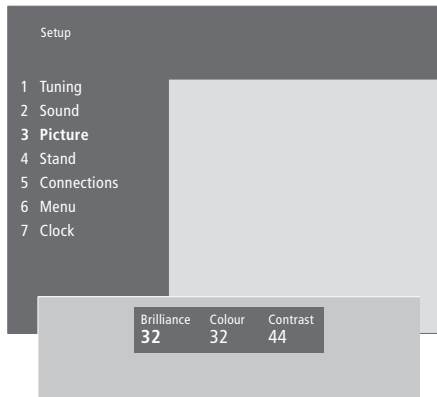 Setup
1 Tuning
2 Sound
3 Picture
4 Stand
5 Connections
6 Menu
7 Clock
Brilliance Colour Contrast
32 32 44